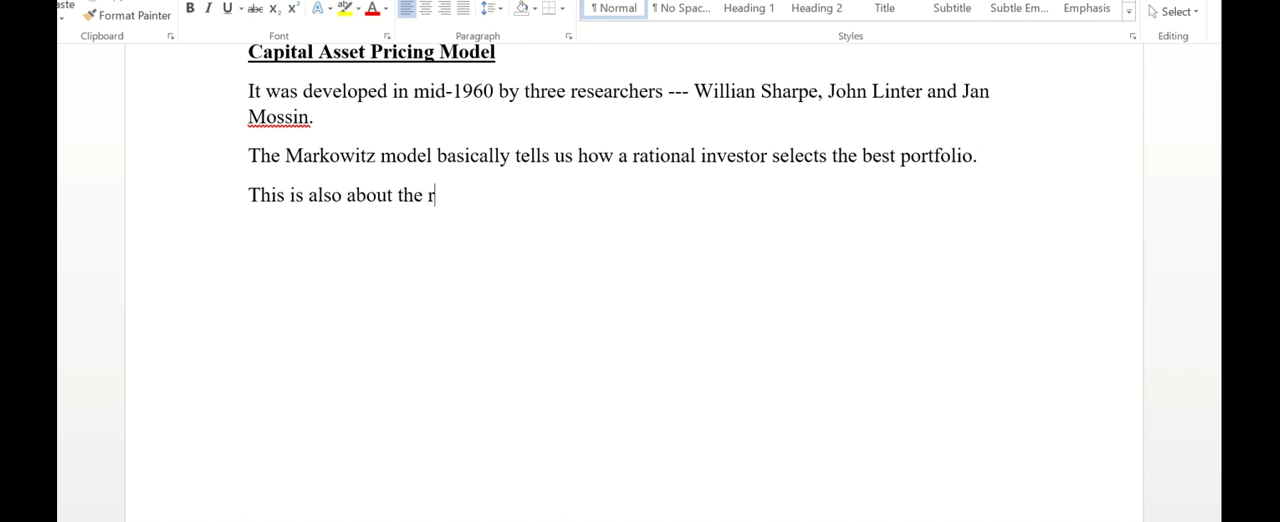 aste
Format Painter
B I U abc X₂ X² A ab A
¶ Normal ¶ No Spac... Heading 1 Heading 2 Title Subtitle Subtle Em... Emphasis
Select
Clipboard Font Paragraph Styles Editing
Capital Asset Pricing Model
It was developed in mid-1960 by three researchers --- Willian Sharpe, John Linter and Jan
Mossin.
The Markowitz model basically tells us how a rational investor selects the best portfolio.
This is also about the r